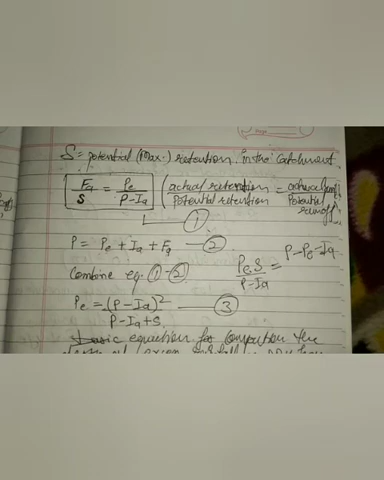 S = potential (Max.) retention in the Catchment
Fa/S = Pe/P-Ia (actual retention/Potential retention = actual runoff/Potential runoff)
①
P = Pe + Ia + Fa — ②
Combine eq. ① ②
PeS/P-Ia = P-Pe-Ia
Pe = (P-Ia)²/P-Ia+S — ③
basic equation for computing the